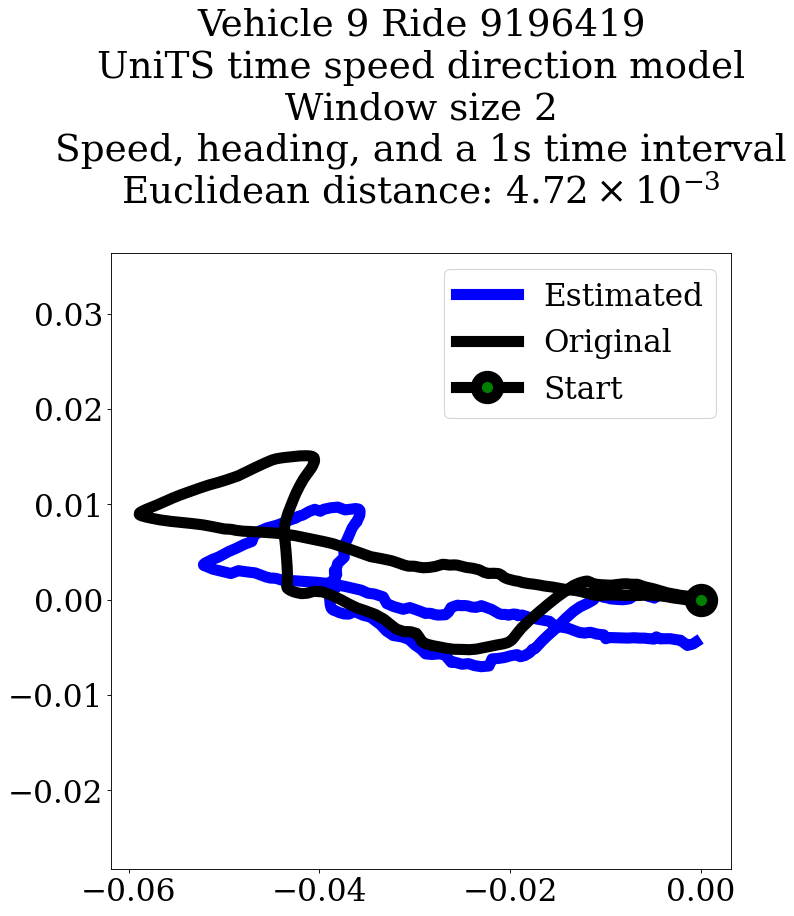 Vehicle 9 Ride 9196419
UniTS time speed direction model
Window size 2
Speed, heading, and a 1s time interval
Euclidean distance: 4.72 × 10⁻³
Estimated
Original
Start
0.03
0.02
0.01
0.00
−0.01
−0.02
−0.06 −0.04 −0.02 0.00